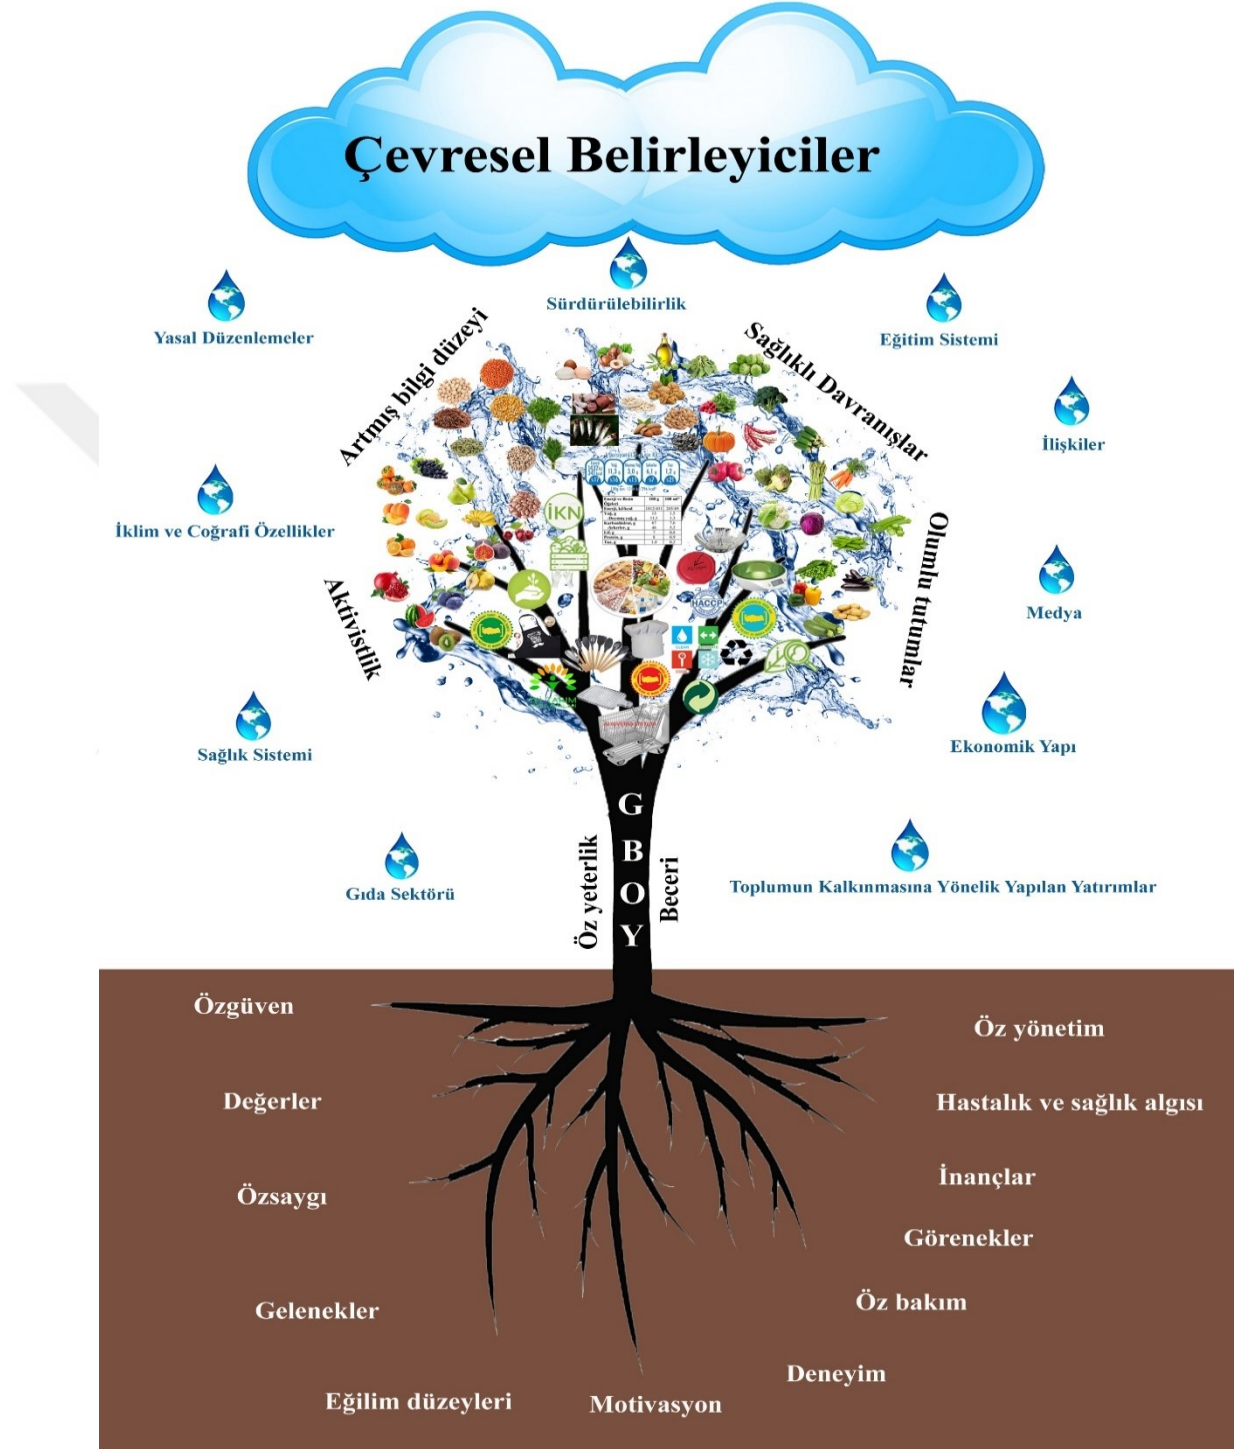 Çevresel Belirleyiciler
Sürdürülebilirlik
Yasal Düzenlemeler
Eğitim Sistemi
Artmış bilgi düzeyi
Sağlıklı Davranışlar
İlişkiler
İklim ve Coğrafi Özellikler
İKN
Olumlu tutumlar
Aktivistlik
HACCP
Medya
Sağlık Sistemi
Ekonomik Yapı
Gıda Sektörü
Toplumun Kalkınmasına Yönelik Yapılan Yatırımlar
Öz yeterlik
G
B
O
Y
Beceri
Özgüven
Öz yönetim
Değerler
Hastalık ve sağlık algısı
İnançlar
Özsaygı
Görenekler
Öz bakım
Gelenekler
Deneyim
Eğilim düzeyleri
Motivasyon